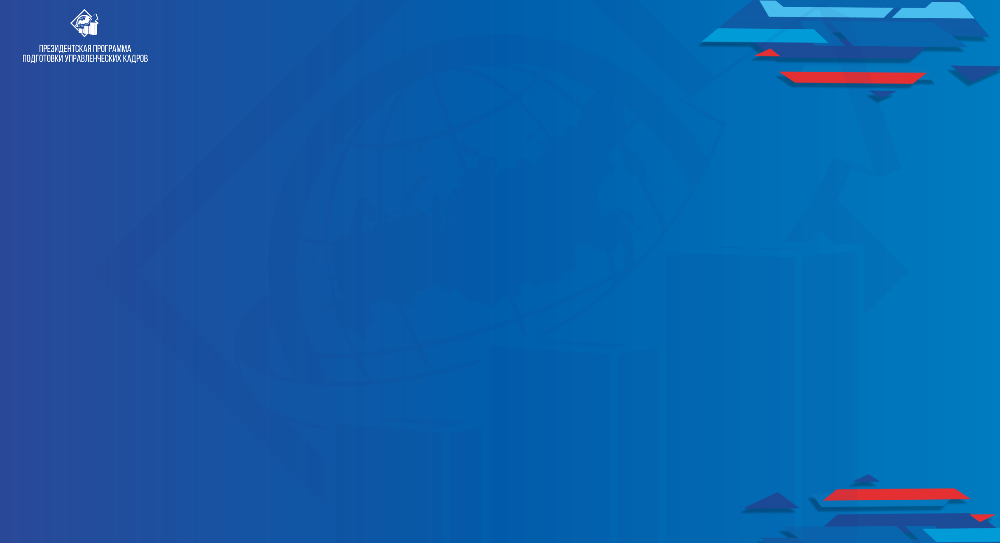 ПРЕЗИДЕНТСКАЯ ПРОГРАММА
ПОДГОТОВКИ УПРАВЛЕНЧЕСКИХ КАДРОВ